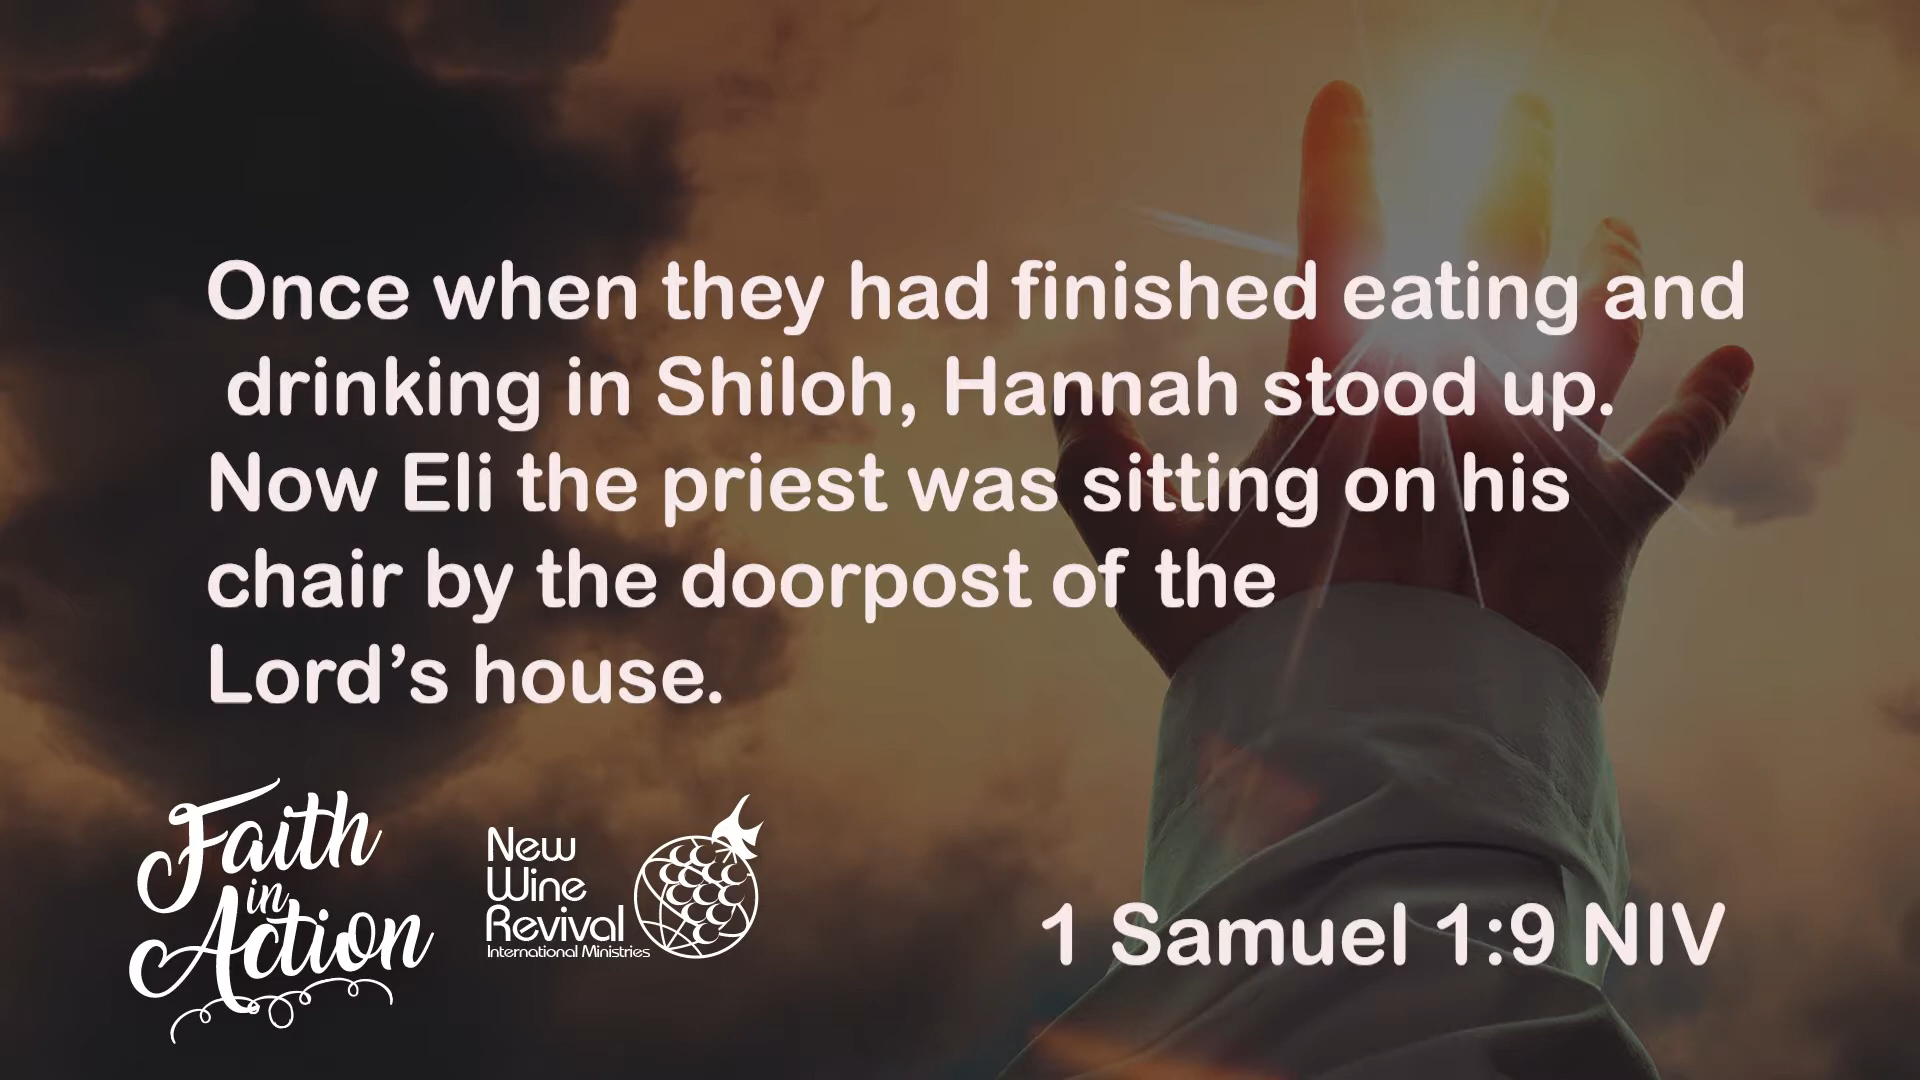 Once when they had finished eating and
drinking in Shiloh, Hannah stood up.
Now Eli the priest was sitting on his
chair by the doorpost of the
Lord’s house.
Faith
in
Action
New
Wine
Revival
International Ministries
1 Samuel 1:9 NIV